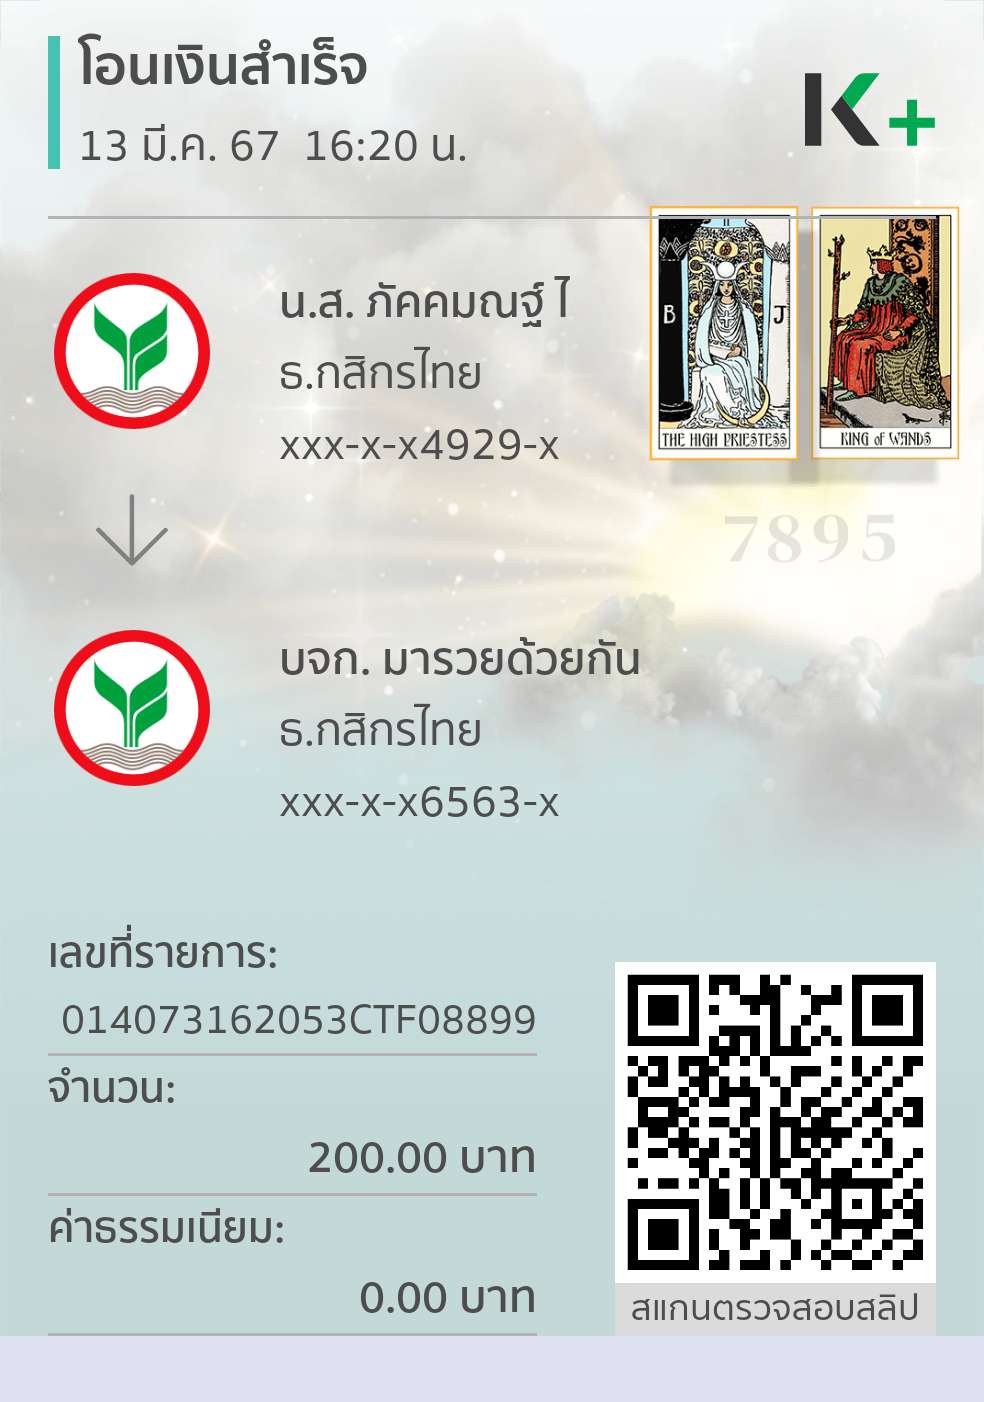 โอนเงินสำเร็จ
13 มี.ค. 67 16:20 น.
K+
II
B
J
THE HIGH PRIESTESS
KING of WANDS
น.ส. ภัคคมณฐ์ ไ
ธ.กสิกรไทย
xxx-x-x4929-x
7895
บจก. มารวยด้วยกัน
ธ.กสิกรไทย
xxx-x-x6563-x
เลขที่รายการ:
014073162053CTF08899
จำนวน:
200.00 บาท
ค่าธรรมเนียม:
0.00 บาท
สแกนตรวจสอบสลิป